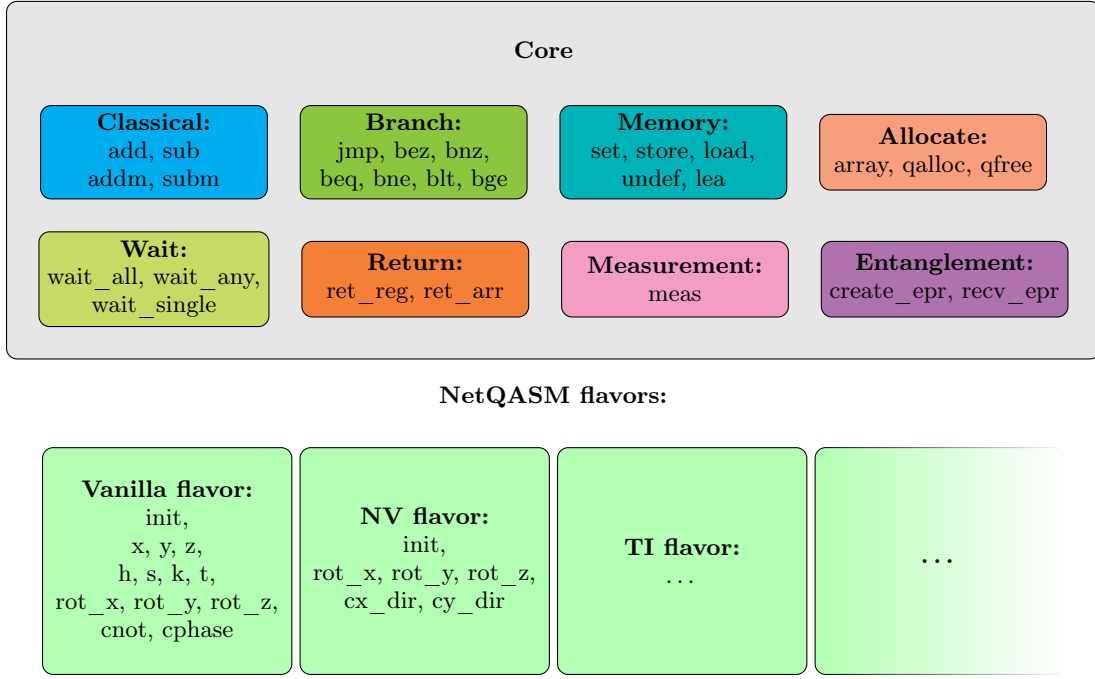 Core
Classical:
add, sub
addm, subm
Branch:
jmp, bez, bnz,
beq, bne, blt, bge
Memory:
set, store, load,
undef, lea
Allocate:
array, qalloc, qfree
Wait:
wait_all, wait_any,
wait_single
Return:
ret_reg, ret_arr
Measurement:
meas
Entanglement:
create_epr, recv_epr
NetQASM flavors:
Vanilla flavor:
init,
x, y, z,
h, s, k, t,
rot_x, rot_y, rot_z,
cnot, cphase
NV flavor:
init,
rot_x, rot_y, rot_z,
cx_dir, cy_dir
TI flavor:
...
...